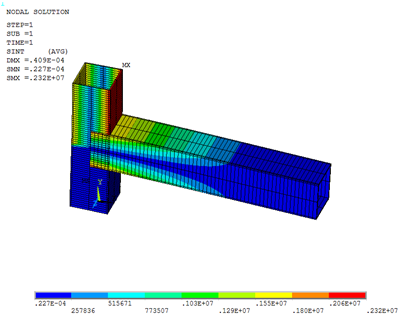 1
NODAL SOLUTION
STEP=1
SUB =1
TIME=1
SINT (AVG)
DMX =.409E-04
SMN =.227E-04
SMX =.232E+07
MX
Y
.227E-04 515671 .103E+07 .155E+07 .206E+07
257836 773507 .129E+07 .180E+07 .232E+07